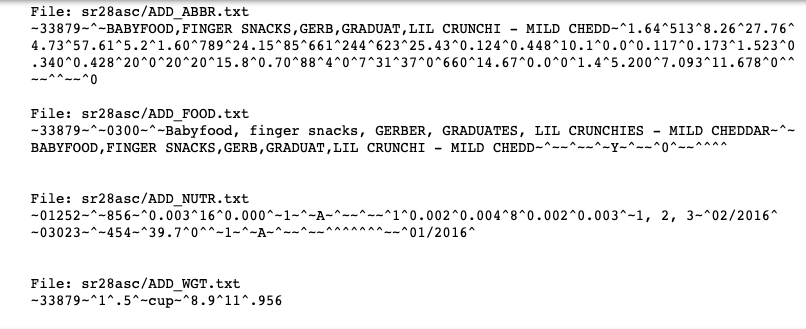 File: sr28asc/ADD_ABBR.txt
~33879~^~BABYFOOD,FINGER SNACKS,GERB,GRADUAT,LIL CRUNCHI - MILD CHEDD~^1.64^513^8.26^27.76^
4.73^57.61^5.2^1.60^789^24.15^85^661^244^623^25.43^0.124^0.448^10.1^0.0^0.117^0.173^1.523^0
.340^0.428^20^0^20^20^15.8^0.70^88^4^0^7^31^37^0^660^14.67^0.0^0^1.4^5.200^7.093^11.678^0^^
~~^^~~^0
File: sr28asc/ADD_FOOD.txt
~33879~^~0300~^~Babyfood, finger snacks, GERBER, GRADUATES, LIL CRUNCHIES - MILD CHEDDAR~^~
BABYFOOD,FINGER SNACKS,GERB,GRADUAT,LIL CRUNCHI - MILD CHEDD~^~~^~~^~Y~^~~^0^~~^^^^
File: sr28asc/ADD_NUTR.txt
~01252~^~856~^0.003^16^0.000^~1~^~A~^~~^~~^1^0.002^0.004^8^0.002^0.003^~1, 2, 3~^02/2016^
~03023~^~454~^39.7^0^^~1~^~A~^~~^~~^^^^^^^~~^01/2016^
File: sr28asc/ADD_WGT.txt
~33879~^1^.5^~cup~^8.9^11^.956